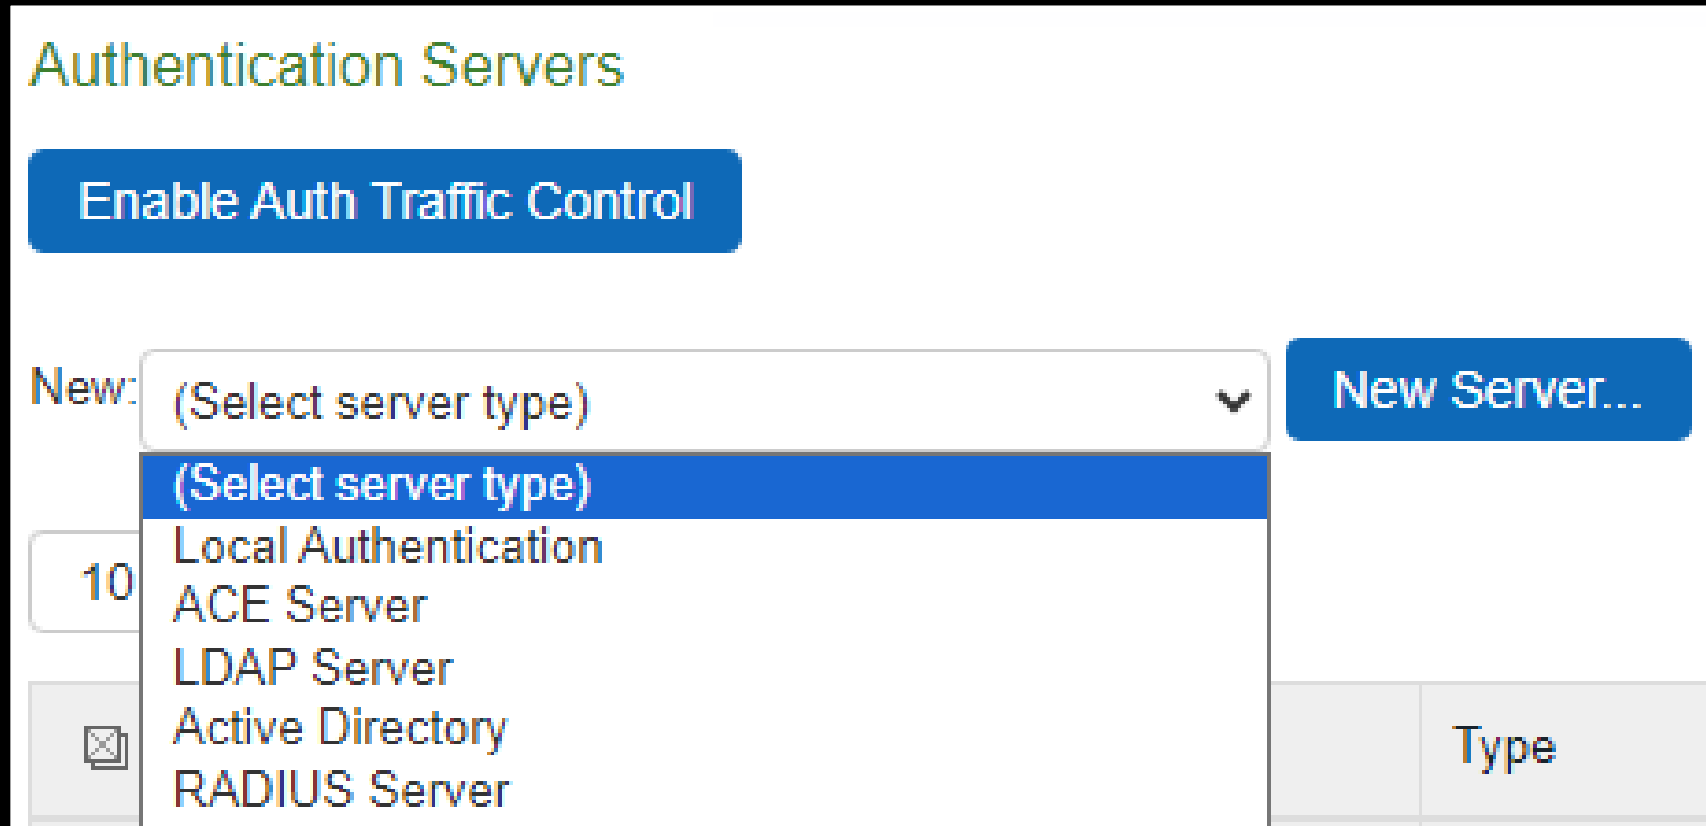 Authentication Servers
Enable Auth Traffic Control
New:
(Select server type)
New Server...
(Select server type)
Local Authentication
ACE Server
LDAP Server
Active Directory
RADIUS Server
10
Type